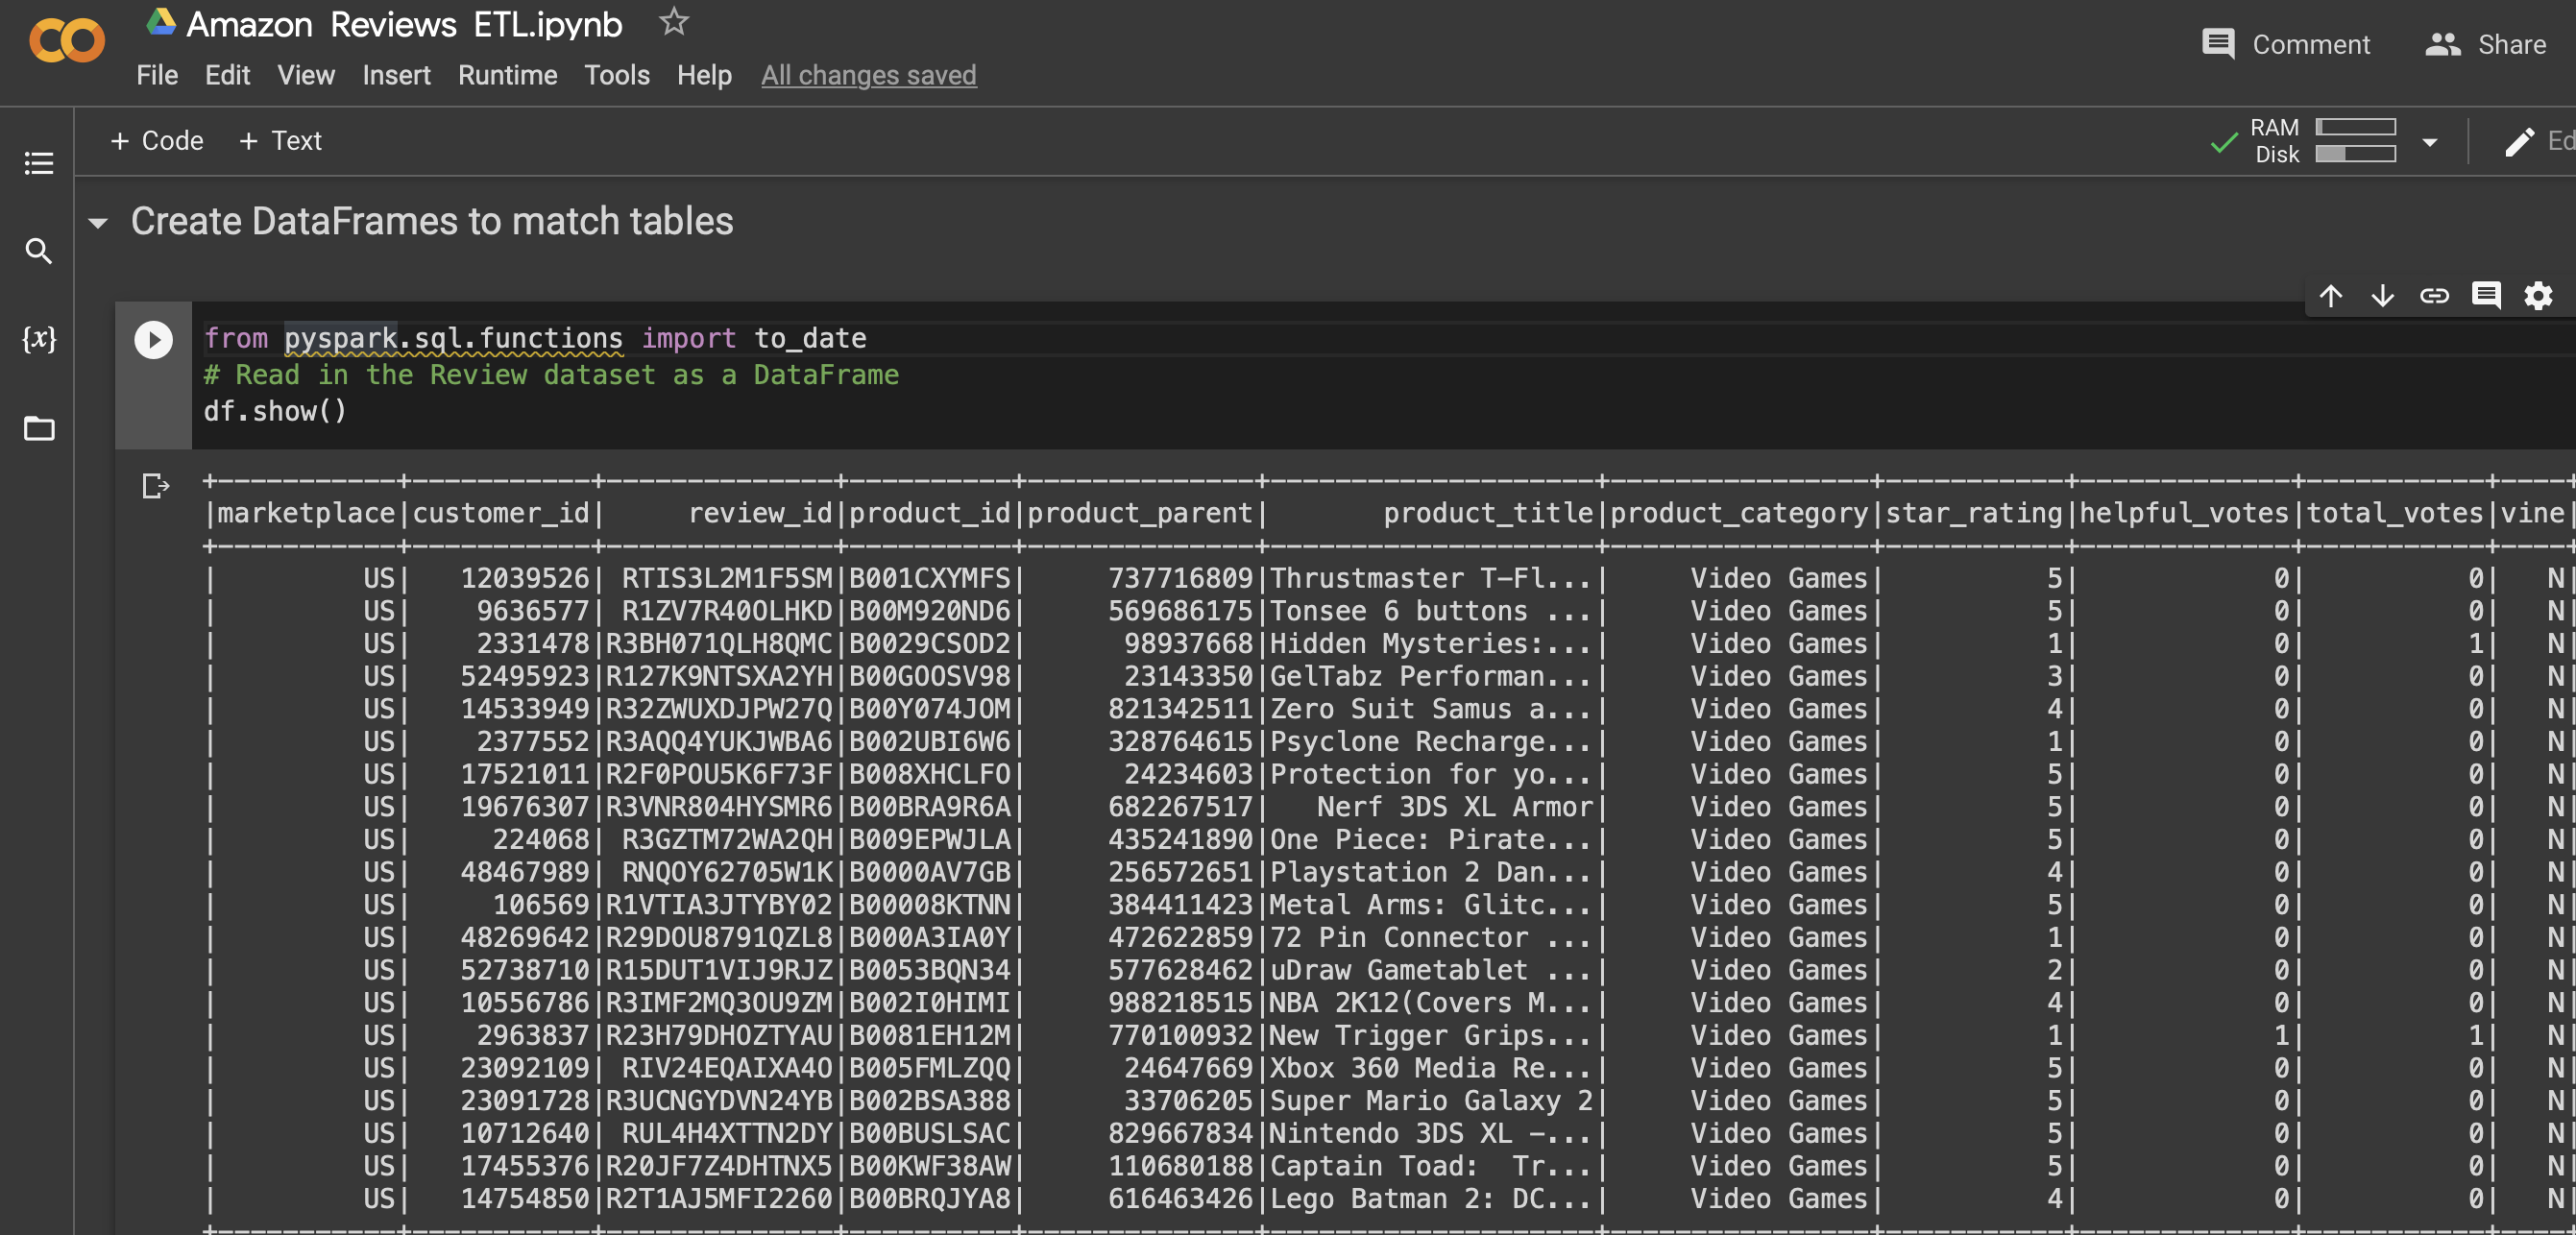 Amazon Reviews ETL.ipynb
Comment
Share
File Edit View Insert Runtime Tools Help All changes saved
+ Code + Text
RAM
Disk
Create DataFrames to match tables
{x}
from pyspark.sql.functions import to_date
# Read in the Review dataset as a DataFrame
df.show()
+-----------+-----------+--------------+----------+--------------+--------------------+----------------+-----------+-------------+-----------+----+
|marketplace|customer_id|     review_id|product_id|product_parent|       product_title|product_category|star_rating|helpful_votes|total_votes|vine|
+-----------+-----------+--------------+----------+--------------+--------------------+----------------+-----------+-------------+-----------+----+
|         US|   12039526| RTIS3L2M1F5SM|B001CXYMFS|     737716809|Thrustmaster T-Fl...|     Video Games|          5|            0|          0|   N|
|         US|    9636577| R1ZV7R40OLHKD|B00M920ND6|     569686175|Tonsee 6 buttons ...|     Video Games|          5|            0|          0|   N|
|         US|    2331478|R3BH071QLH8QMC|B0029CSOD2|      98937668|Hidden Mysteries:...|     Video Games|          1|            0|          1|   N|
|         US|   52495923|R127K9NTSXA2YH|B00GOOSV98|      23143350|GelTabz Performan...|     Video Games|          3|            0|          0|   N|
|         US|   14533949|R32ZWUXDJPW27Q|B00Y074JOM|     821342511|Zero Suit Samus a...|     Video Games|          4|            0|          0|   N|
|         US|    2377552|R3AQQ4YUKJWBA6|B002UBI6W6|     328764615|Psyclone Recharge...|     Video Games|          1|            0|          0|   N|
|         US|   17521011|R2F0POU5K6F73F|B008XHCLFO|      24234603|Protection for yo...|     Video Games|          5|            0|          0|   N|
|         US|   19676307|R3VNR804HYSMR6|B00BRA9R6A|     682267517|   Nerf 3DS XL Armor|     Video Games|          5|            0|          0|   N|
|         US|     224068| R3GZTM72WA2QH|B009EPWJLA|     435241890|One Piece: Pirate...|     Video Games|          5|            0|          0|   N|
|         US|   48467989| RNQOY62705W1K|B0000AV7GB|     256572651|Playstation 2 Dan...|     Video Games|          4|            0|          0|   N|
|         US|     106569|R1VTIA3JTYBY02|B00008KTNN|     384411423|Metal Arms: Glitc...|     Video Games|          5|            0|          0|   N|
|         US|   48269642|R29DOU8791QZL8|B000A3IA0Y|     472622859|72 Pin Connector ...|     Video Games|          1|            0|          0|   N|
|         US|   52738710|R15DUT1VIJ9RJZ|B0053BQN34|     577628462|uDraw Gametablet ...|     Video Games|          2|            0|          0|   N|
|         US|   10556786|R3IMF2MQ3OU9ZM|B002I0HIMI|     988218515|NBA 2K12(Covers M...|     Video Games|          4|            0|          0|   N|
|         US|    2963837|R23H79DHOZTYAU|B0081EH12M|     770100932|New Trigger Grips...|     Video Games|          1|            1|          1|   N|
|         US|   23092109| RIV24EQAIXA4O|B005FMLZQQ|      24647669|Xbox 360 Media Re...|     Video Games|          5|            0|          0|   N|
|         US|   23091728|R3UCNGYDVN24YB|B002BSA388|      33706205|Super Mario Galaxy 2|     Video Games|          5|            0|          0|   N|
|         US|   10712640| RUL4H4XTTN2DY|B00BUSLSAC|     829667834|Nintendo 3DS XL -...|     Video Games|          5|            0|          0|   N|
|         US|   17455376|R20JF7Z4DHTNX5|B00KWF38AW|     110680188|Captain Toad:  Tr...|     Video Games|          5|            0|          0|   N|
|         US|   14754850|R2T1AJ5MFI2260|B00BRQJYA8|     616463426|Lego Batman 2: DC...|     Video Games|          4|            0|          0|   N|
+-----------+-----------+--------------+----------+--------------+--------------------+----------------+-----------+-------------+-----------+----+